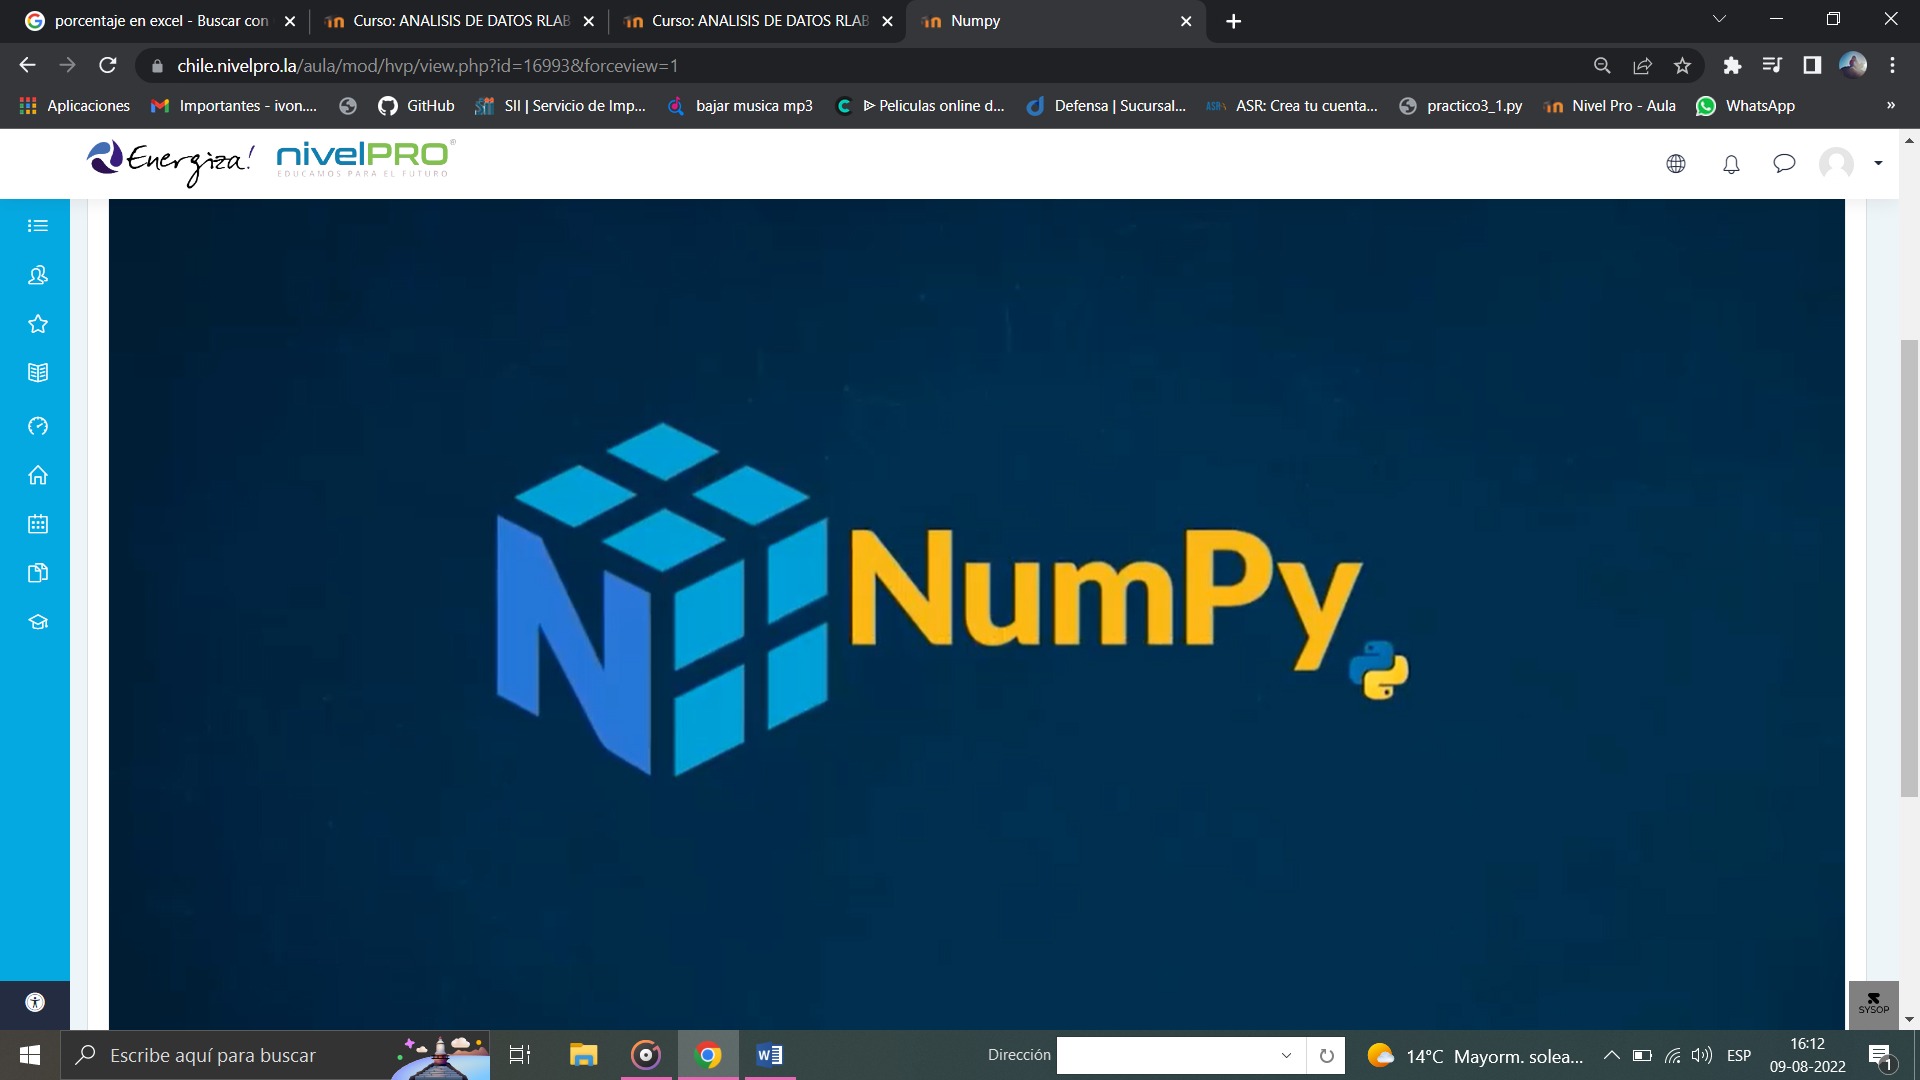 porcentaje en excel - Buscar con
Curso: ANALISIS DE DATOS RLAB
Curso: ANALISIS DE DATOS RLAB
Numpy
chile.nivelpro.la/aula/mod/hvp/view.php?id=16993&forceview=1
Aplicaciones
Importantes - ivon....
GitHub
SII | Servicio de Imp...
bajar musica mp3
Peliculas online d...
Defensa | Sucursal...
ASR: Crea tu cuenta...
practico3_1.py
Nivel Pro - Aula
WhatsApp
»
Energiza!
nivelPRO
EDUCAMOS PARA EL FUTURO
N
NumPy
SYSOP
Escribe aquí para buscar
Dirección
14°C Mayorm. solea...
ESP
16:12
09-08-2022
1